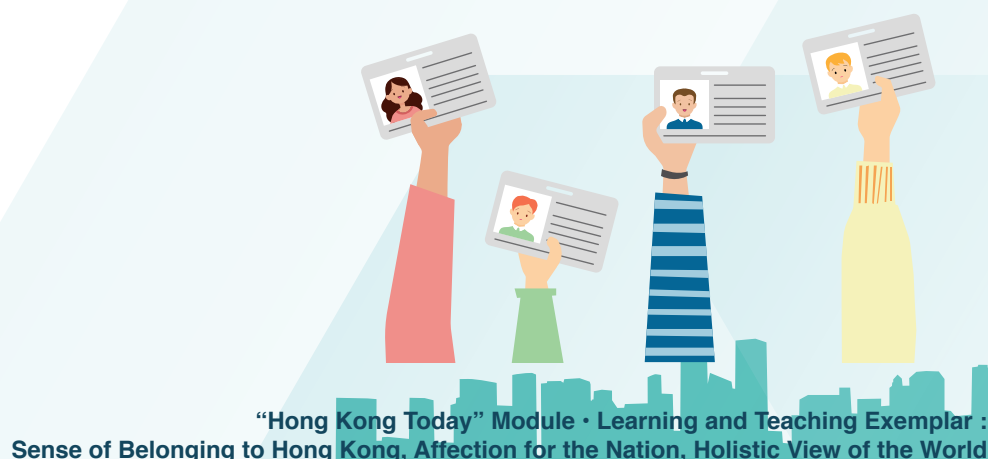 “Hong Kong Today” Module · Learning and Teaching Exemplar :
Sense of Belonging to Hong Kong, Affection for the Nation, Holistic View of the World